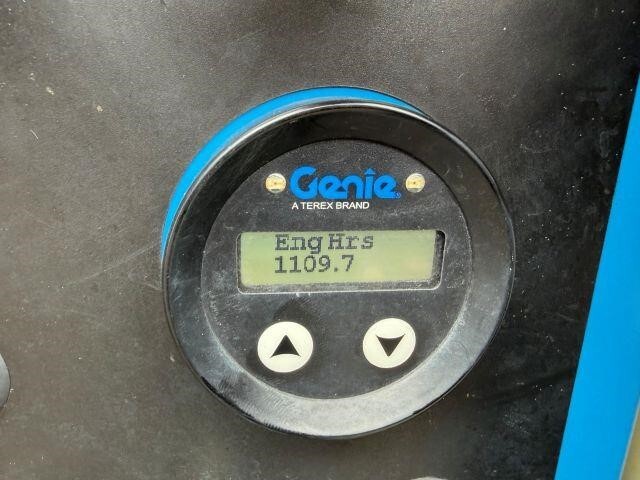 Genie®
A TEREX BRAND
Eng Hrs
1109.7